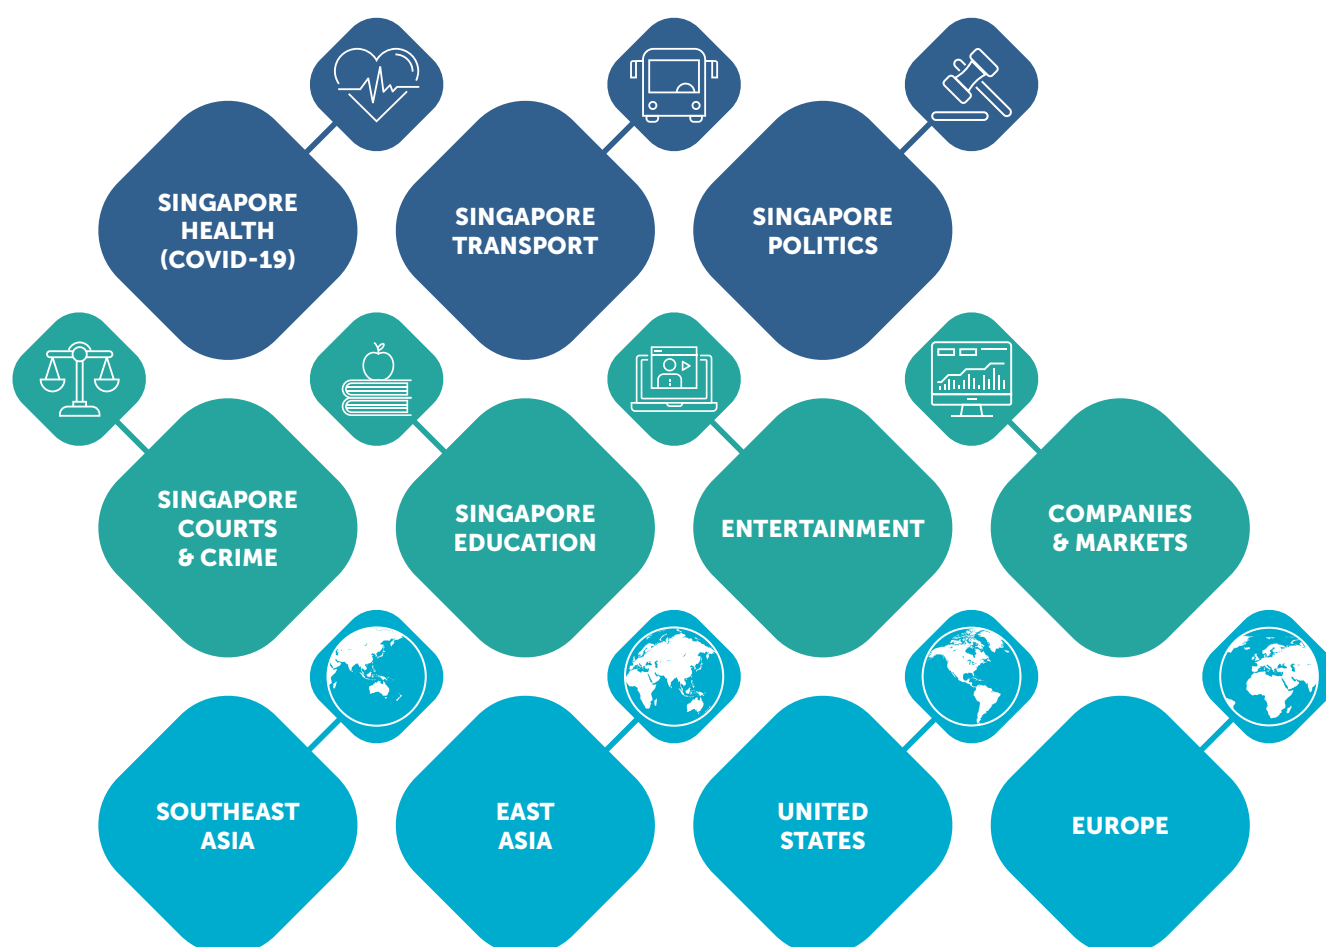 SINGAPORE
HEALTH
(COVID-19)
SINGAPORE
TRANSPORT
SINGAPORE
POLITICS
SINGAPORE
COURTS
& CRIME
SINGAPORE
EDUCATION
ENTERTAINMENT
COMPANIES
& MARKETS
SOUTHEAST
ASIA
EAST
ASIA
UNITED
STATES
EUROPE